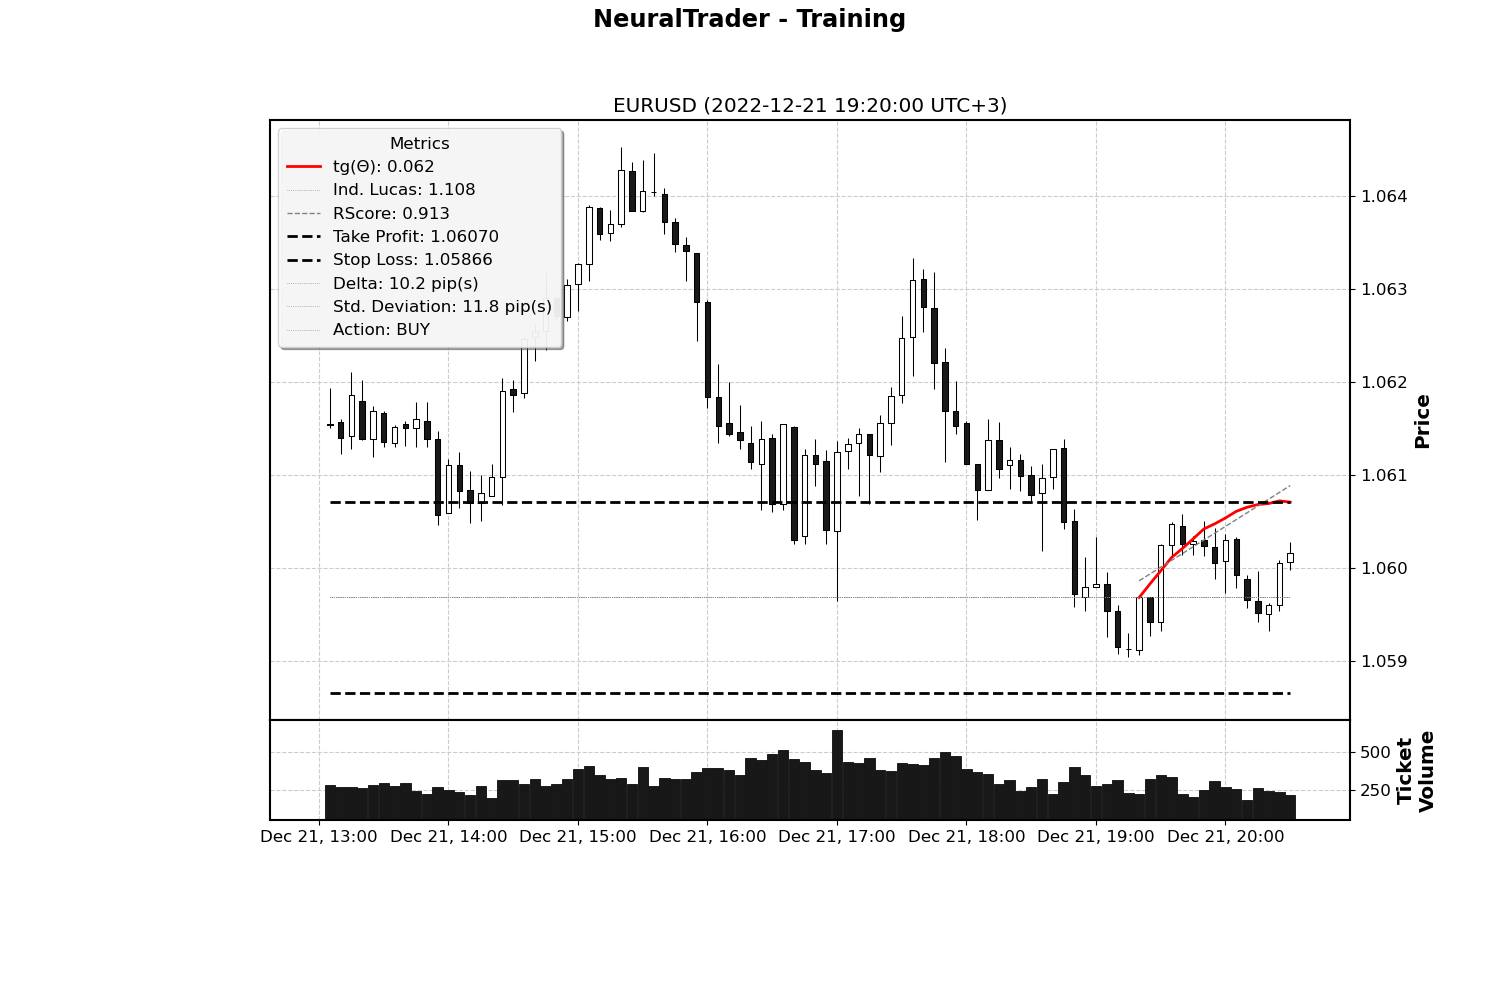 NeuralTrader - Training
EURUSD (2022-12-21 19:20:00 UTC+3)
Metrics
tg(Θ): 0.062
Ind. Lucas: 1.108
RScore: 0.913
Take Profit: 1.06070
Stop Loss: 1.05866
Delta: 10.2 pip(s)
Std. Deviation: 11.8 pip(s)
Action: BUY
1.064
1.063
1.062
1.061
1.060
1.059
Price
500
250
Ticket
Volume
Dec 21, 13:00
Dec 21, 14:00
Dec 21, 15:00
Dec 21, 16:00
Dec 21, 17:00
Dec 21, 18:00
Dec 21, 19:00
Dec 21, 20:00